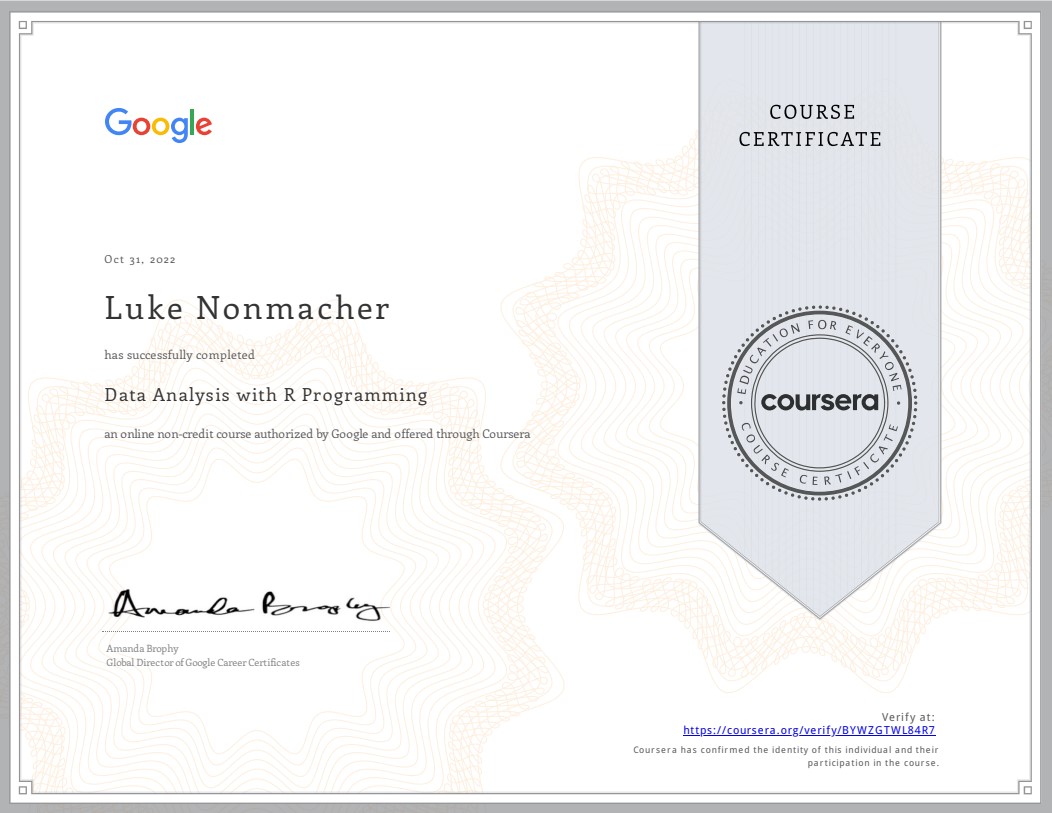 Google
COURSE
CERTIFICATE
Oct 31, 2022
Luke Nonmacher
has successfully completed
Data Analysis with R Programming
an online non-credit course authorized by Google and offered through Coursera
EDUCATION FOR EVERYONE
coursera
COURSE CERTIFICATE
Amanda Brophy
Amanda Brophy
Global Director of Google Career Certificates
Verify at:
https://coursera.org/verify/BYWZGTWL84R7
Coursera has confirmed the identity of this individual and their
participation in the course.